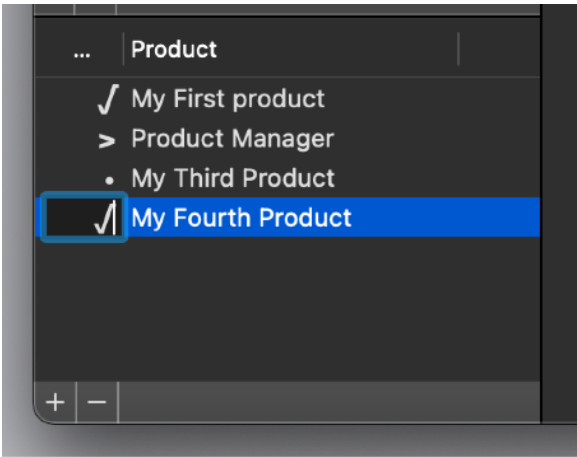 ... Product
√ My First product
> Product Manager
• My Third Product
√ My Fourth Product
+ −